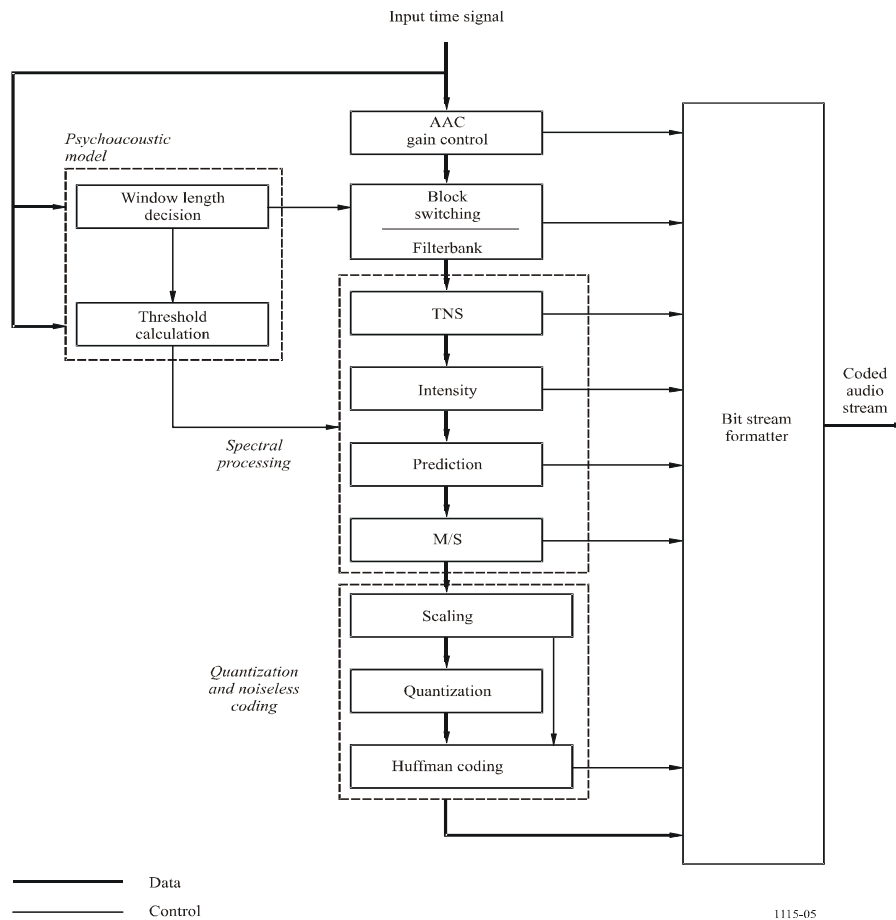 Input time signal
AAC
gain control
Psychoacoustic
model
Window length
decision
Block
switching
Filterbank
Threshold
calculation
TNS
Intensity
Spectral
processing
Prediction
M/S
Bit stream
formatter
Coded
audio
stream
Scaling
Quantization
and noiseless
coding
Quantization
Huffman coding
Data
Control
1115-05